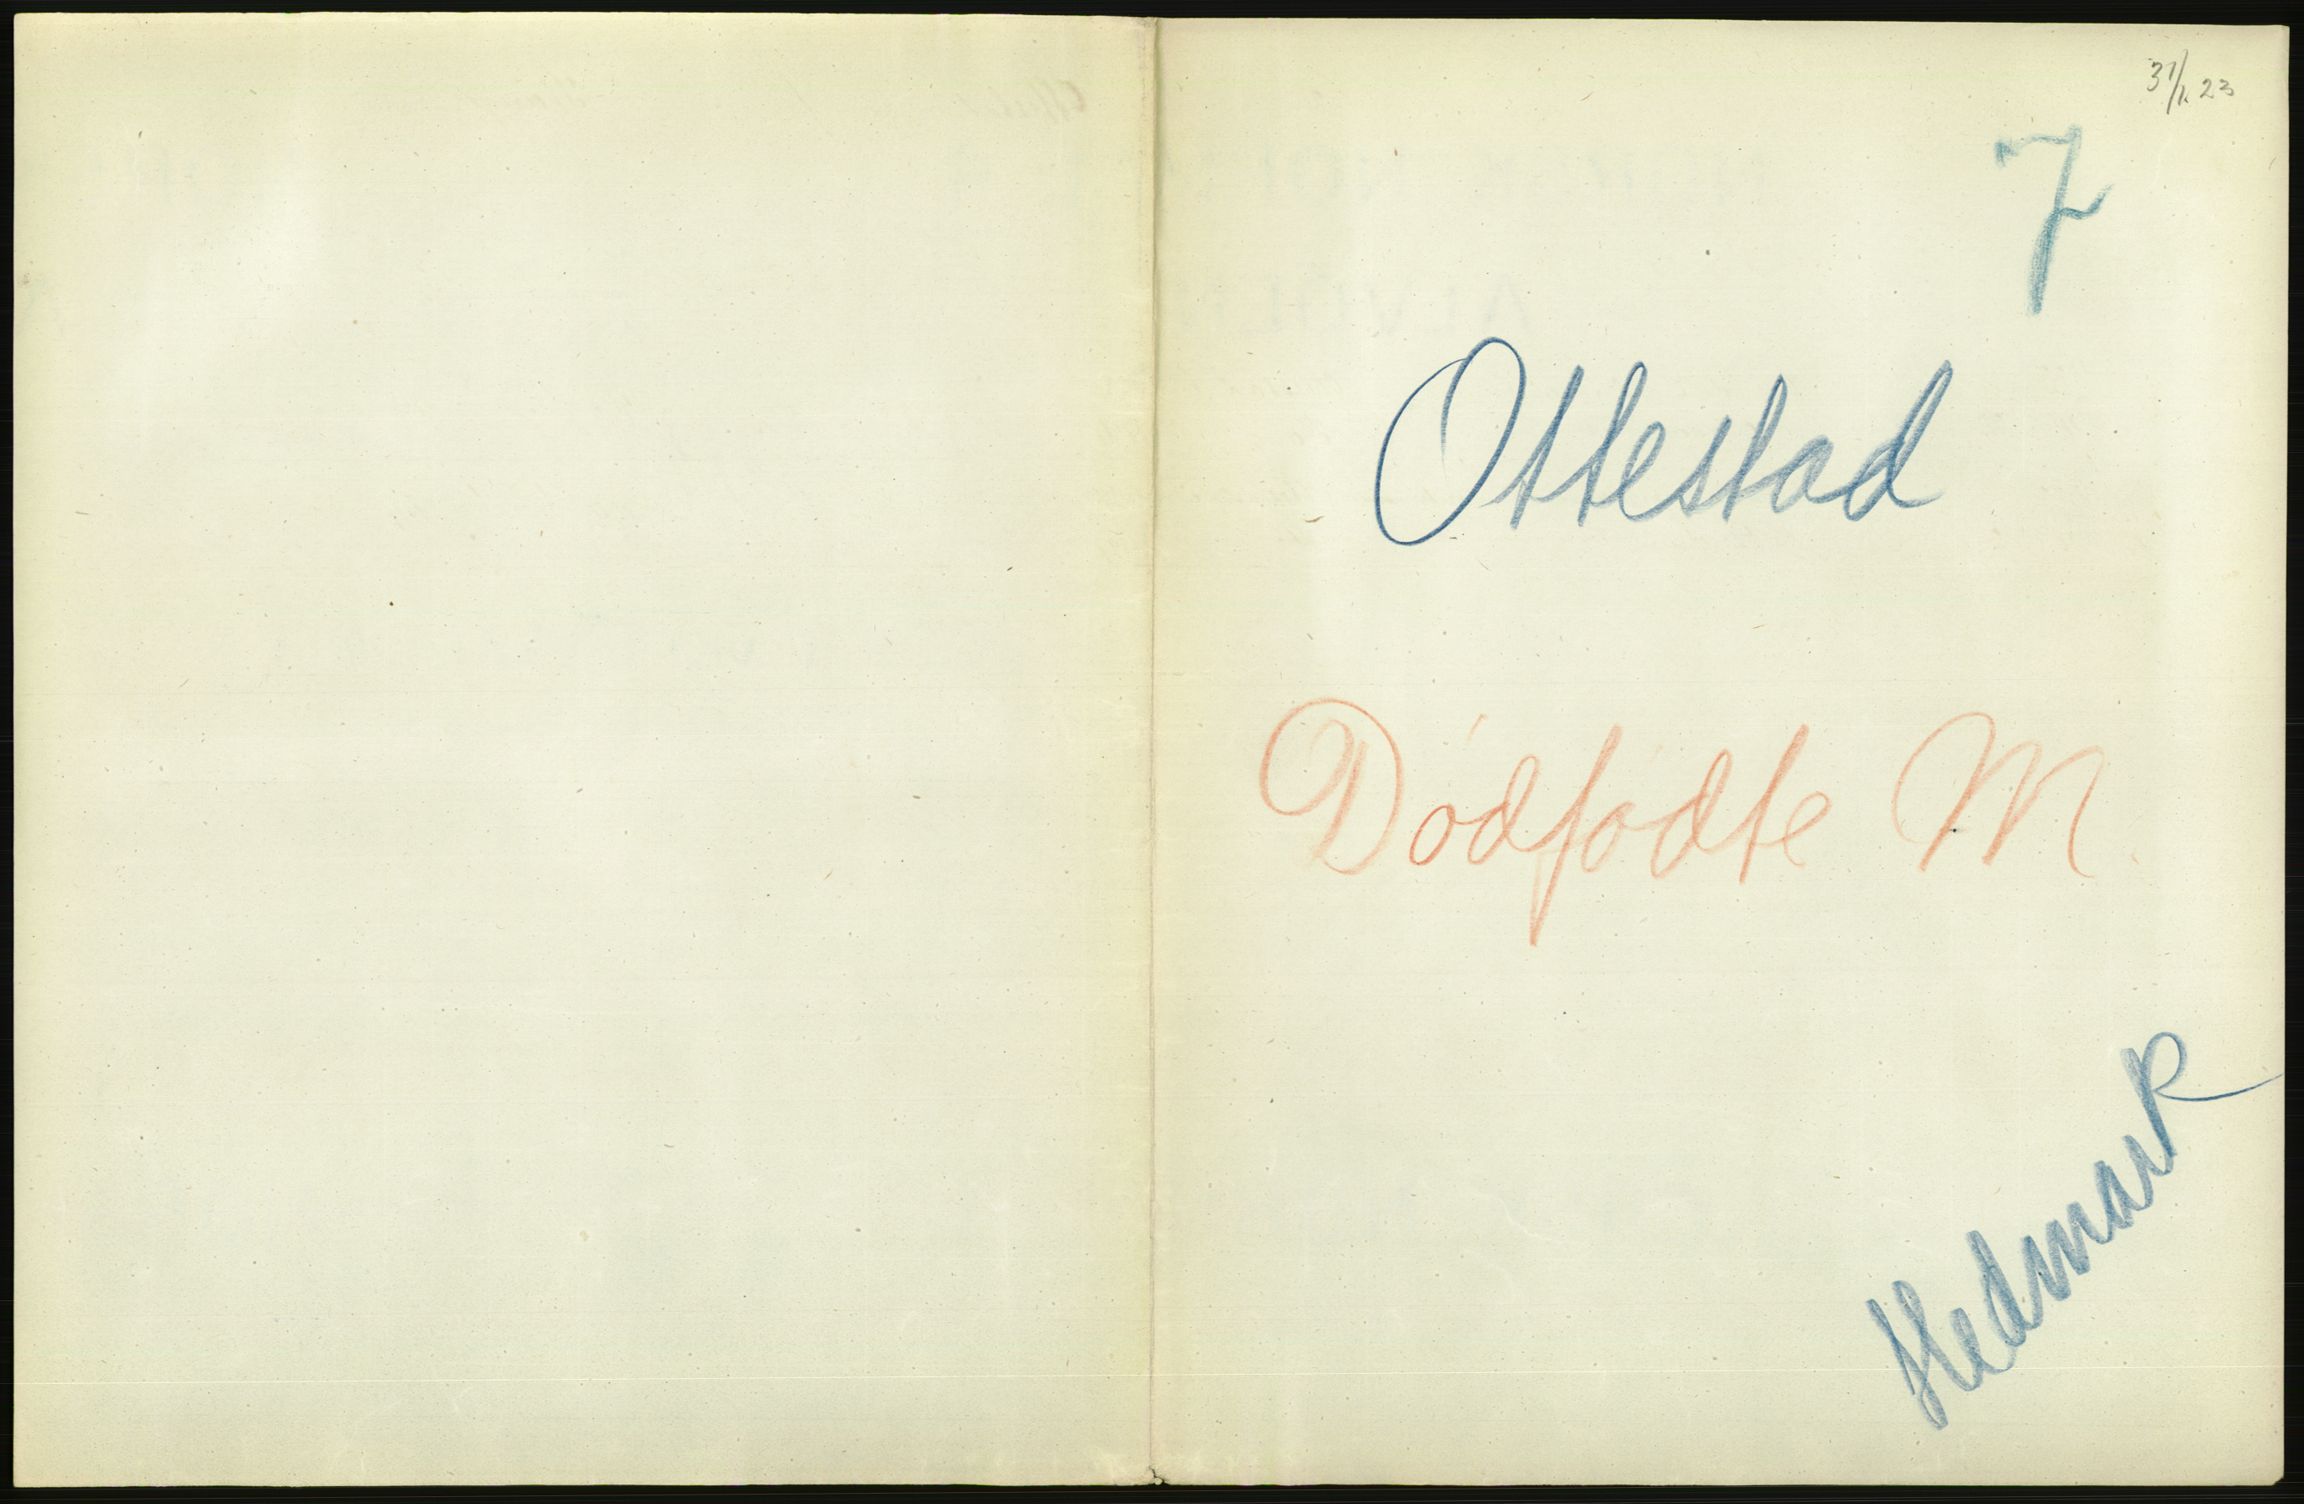 31/1 23
7
Ottestad
Dødfødte M.
Hedmark